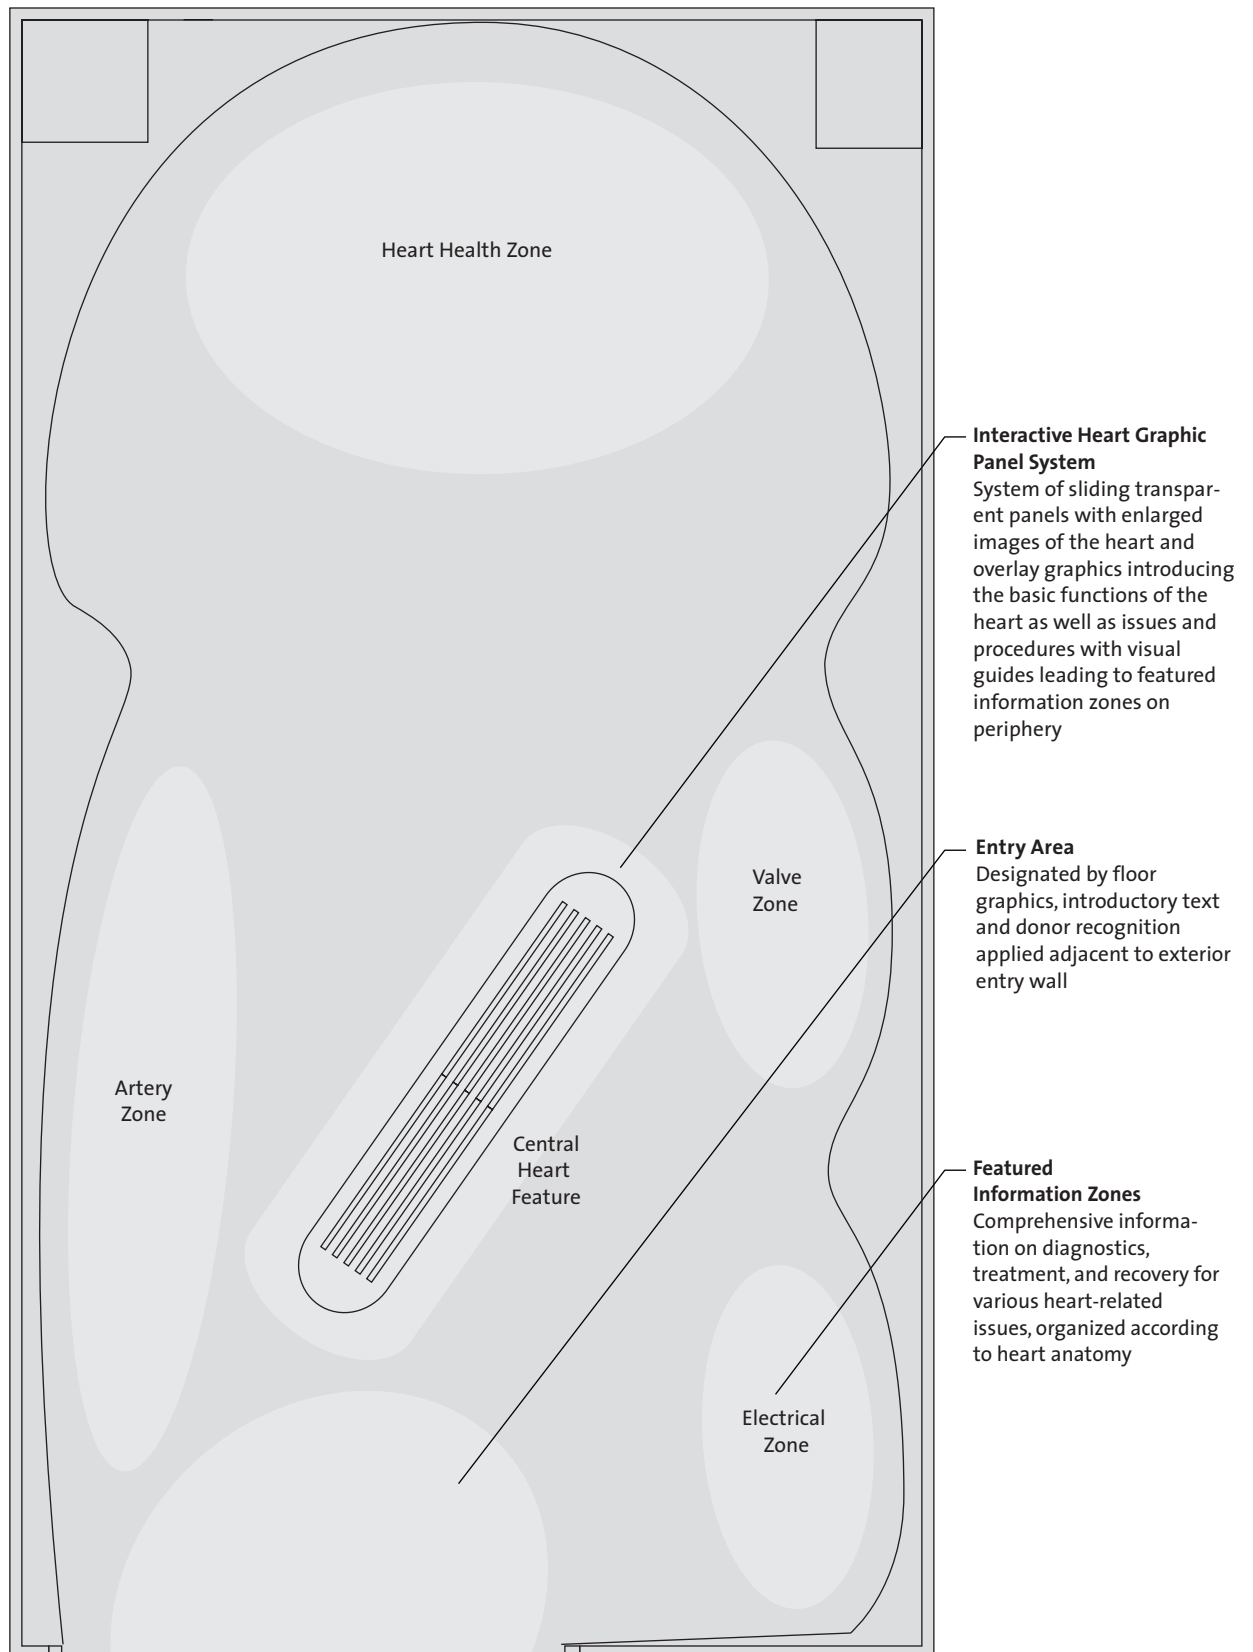 Heart Health Zone
Interactive Heart Graphic
Panel System
System of sliding transpar-
ent panels with enlarged
images of the heart and
overlay graphics introducing
the basic functions of the
heart as well as issues and
procedures with visual
guides leading to featured
information zones on
periphery
Entry Area
Designated by floor
graphics, introductory text
and donor recognition
applied adjacent to exterior
entry wall
Valve
Zone
Artery
Zone
Central
Heart
Feature
Featured
Information Zones
Comprehensive informa-
tion on diagnostics,
treatment, and recovery for
various heart-related
issues, organized according
to heart anatomy
Electrical
Zone